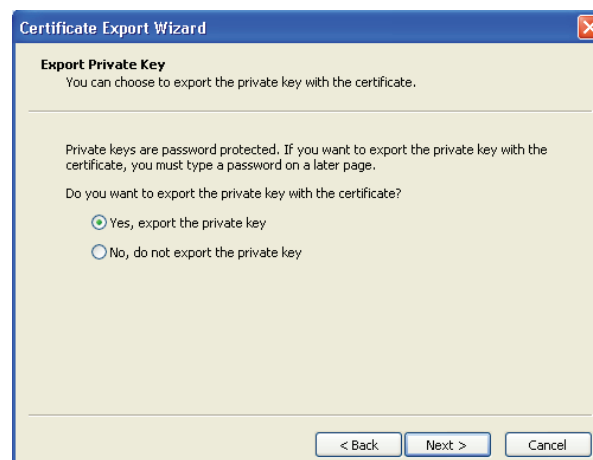 Certificate Export Wizard
Export Private Key
You can choose to export the private key with the certificate.
Private keys are password protected. If you want to export the private key with the
certificate, you must type a password on a later page.
Do you want to export the private key with the certificate?
Yes, export the private key
No, do not export the private key
< Back Next > Cancel